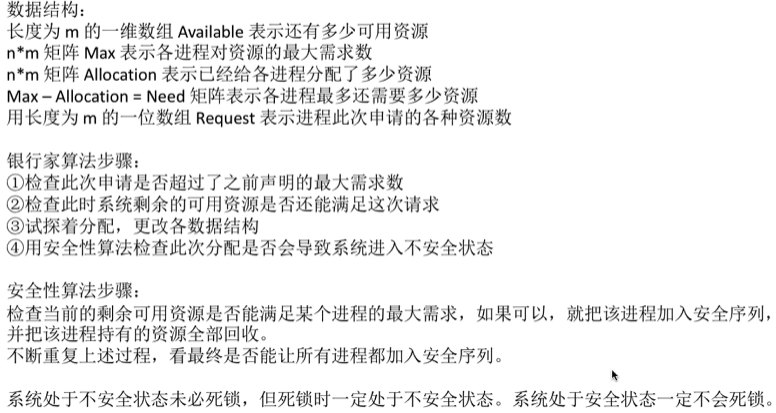 数据结构：
长度为 m 的一维数组 Available 表示还有多少可用资源
n*m 矩阵 Max 表示各进程对资源的最大需求数
n*m 矩阵 Allocation 表示已经给各进程分配了多少资源
Max – Allocation = Need 矩阵表示各进程最多还需要多少资源
用长度为 m 的一位数组 Request 表示进程此次申请的各种资源数
银行家算法步骤：
①检查此次申请是否超过了之前声明的最大需求数
②检查此时系统剩余的可用资源是否还能满足这次请求
③试探着分配，更改各数据结构
④用安全性算法检查此次分配是否会导致系统进入不安全状态
安全性算法步骤：
检查当前的剩余可用资源是否能满足某个进程的最大需求，如果可以，就把该进程加入安全序列，
并把该进程持有的资源全部回收。
不断重复上述过程，看最终是否能让所有进程都加入安全序列。
系统处于不安全状态未必死锁，但死锁时一定处于不安全状态。系统处于安全状态一定不会死锁。